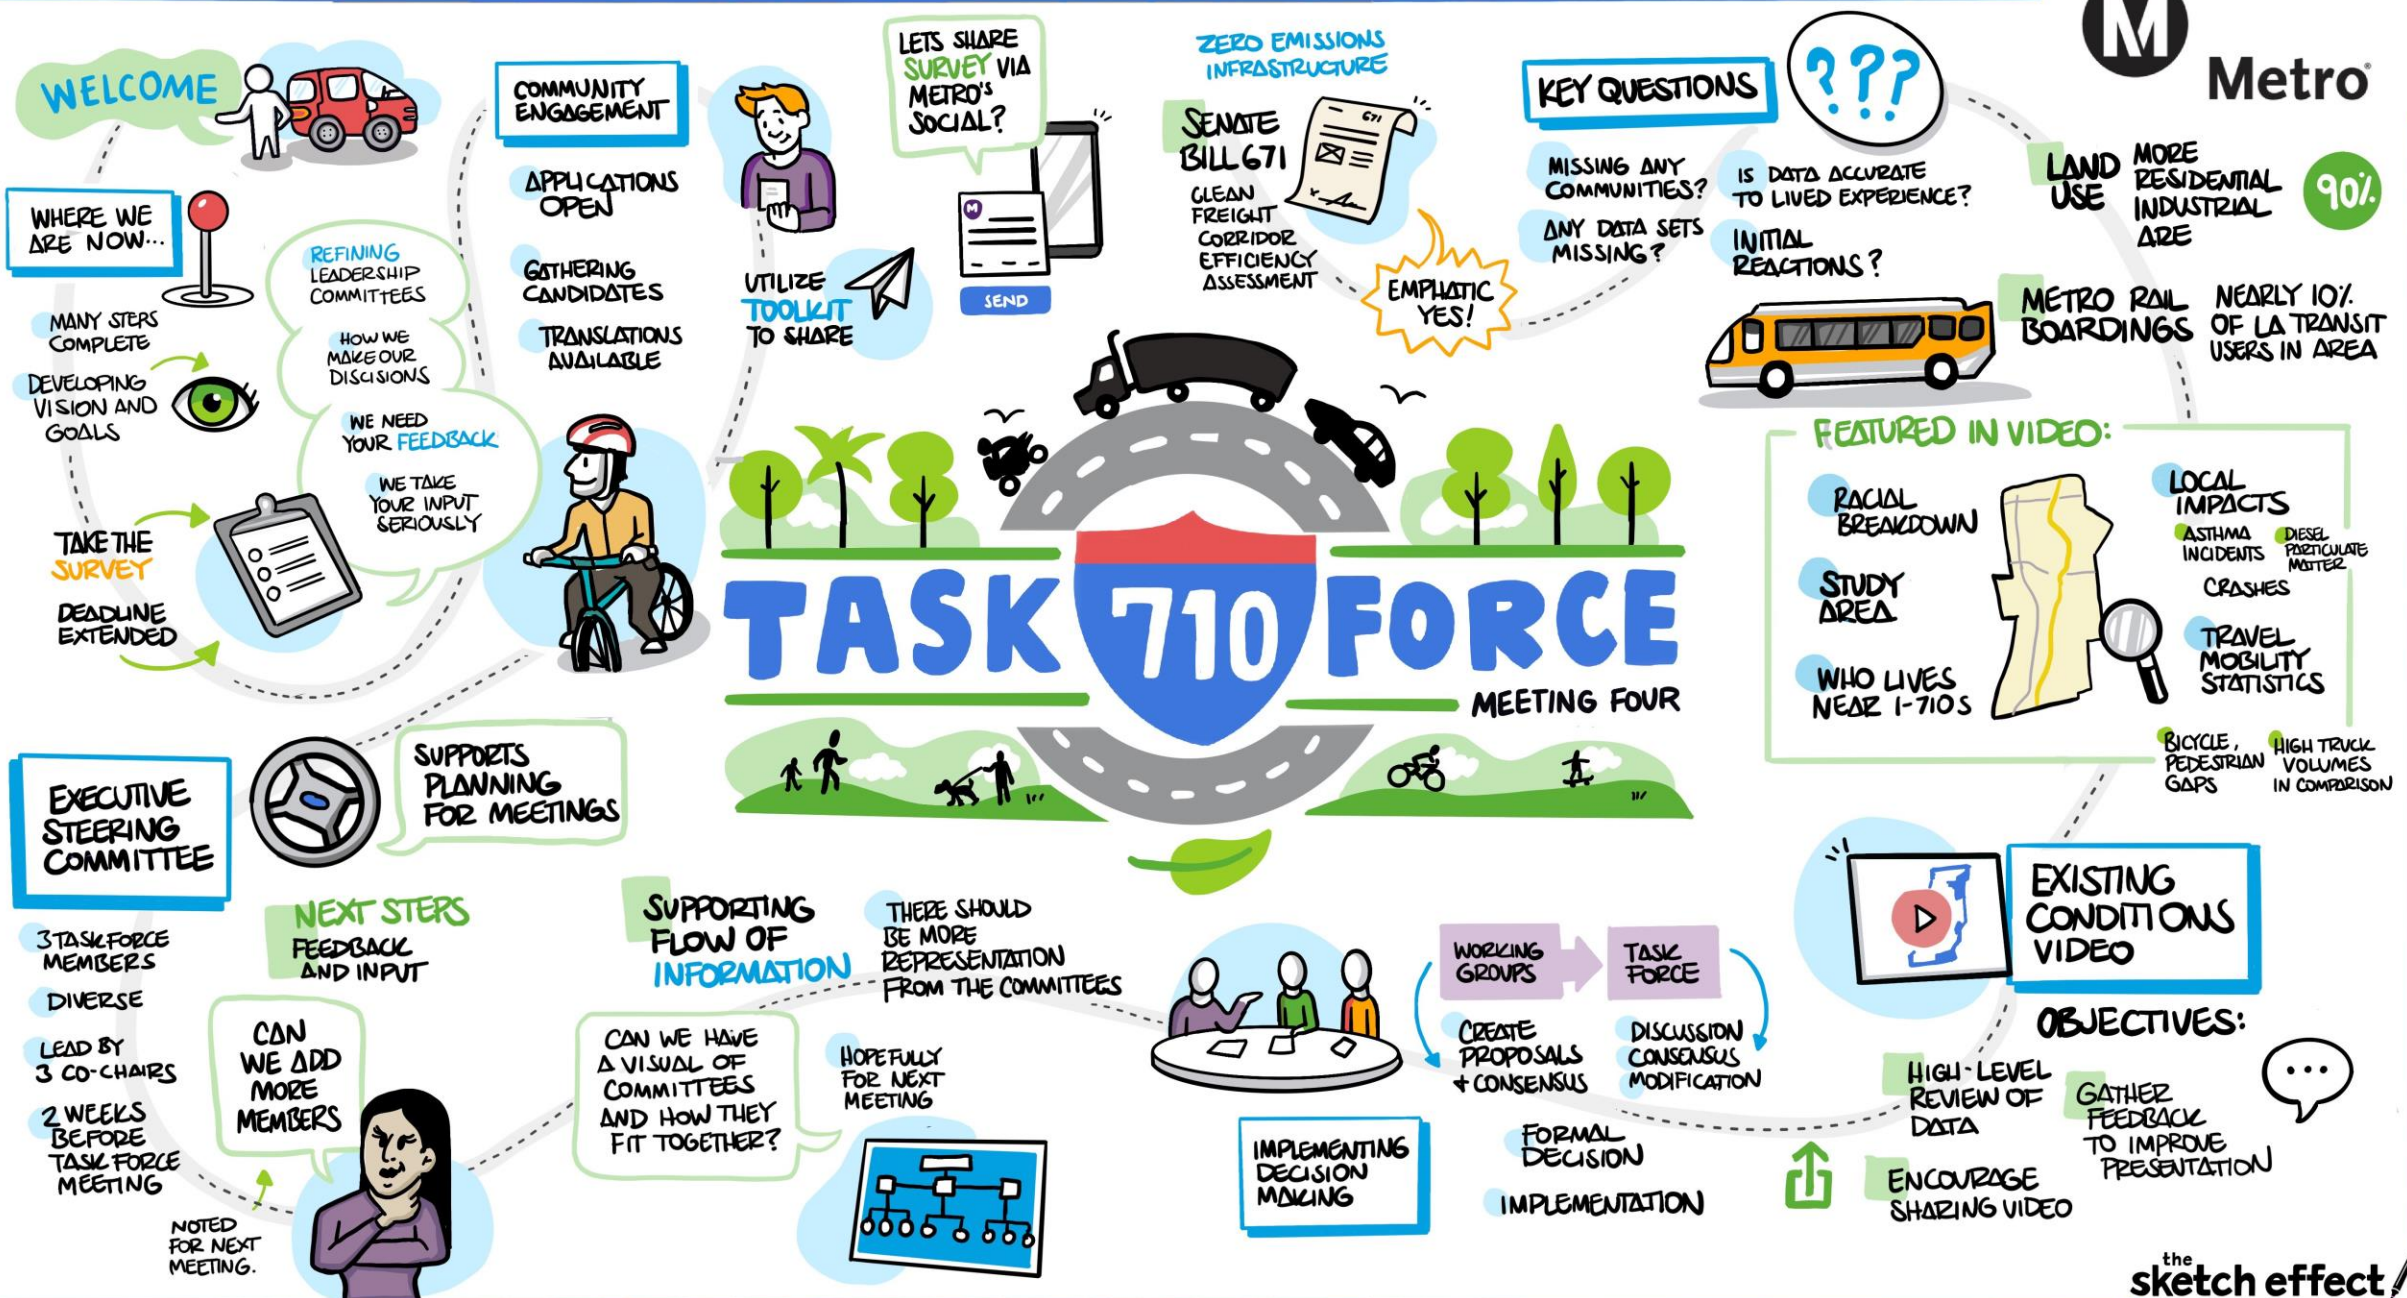 WELCOME
WHERE WE
ARE NOW...
MANY STEPS
COMPLETE
DEVELOPING
VISION AND
GOALS
TAKE THE
SURVEY
DEADLINE
EXTENDED
REFINING
LEADERSHIP
COMMITTEES
HOW WE
MAKE OUR
DISCISIONS
WE NEED
YOUR FEEDBACK
WE TAKE
YOUR INPUT
SERIOUSLY
COMMUNITY
ENGAGEMENT
APPLICATIONS
OPEN
GATHERING
CANDIDATES
TRANSLATIONS
AVAILABLE
UTILIZE
TOOLKIT
TO SHARE
LETS SHARE
SURVEY VIA
METRO'S
SOCIAL?
M
SEND
ZERO EMISSIONS
INFRASTRUCTURE
SENATE
BILL 671
CLEAN
FREIGHT
CORRIDOR
EFFICIENCY
ASSESSMENT
671
EMPHATIC
YES!
KEY QUESTIONS
???
MISSING ANY
COMMUNITIES?
ANY DATA SETS
MISSING?
IS DATA ACCURATE
TO LIVED EXPERIENCE?
INITIAL
REACTIONS?
M
Metro
LAND
USE
MORE
RESIDENTIAL
INDUSTRIAL
ARE
90%
METRO RAIL
BOARDINGS
NEARLY 10%
OF LA TRANSIT
USERS IN AREA
FEATURED IN VIDEO:
RACIAL
BREAKDOWN
STUDY
AREA
WHO LIVES
NEAR I-710S
LOCAL
IMPACTS
ASTHMA
INCIDENTS
DIESEL
PARTICULATE
MATTER
CRASHES
TRAVEL
MOBILITY
STATISTICS
BICYCLE,
PEDESTRIAN
GAPS
HIGH TRUCK
VOLUMES
IN COMPARISON
TASK 710 FORCE
MEETING FOUR
EXECUTIVE
STEERING
COMMITTEE
SUPPORTS
PLANNING
FOR MEETINGS
3 TASK FORCE
MEMBERS
DIVERSE
LEAD BY
3 CO-CHAIRS
2 WEEKS
BEFORE
TASK FORCE
MEETING
NEXT STEPS
FEEDBACK
AND INPUT
CAN
WE ADD
MORE
MEMBERS
NOTED
FOR NEXT
MEETING.
SUPPORTING
FLOW OF
INFORMATION
THERE SHOULD
BE MORE
REPRESENTATION
FROM THE COMMITTEES
CAN WE HAVE
A VISUAL OF
COMMITTEES
AND HOW THEY
FIT TOGETHER?
HOPEFULLY
FOR NEXT
MEETING
WORKING
GROUPS
TASK
FORCE
CREATE
PROPOSALS
+ CONSENSUS
DISCUSSION
CONSENSUS
MODIFICATION
IMPLEMENTING
DECISION
MAKING
FORMAL
DECISION
IMPLEMENTATION
EXISTING
CONDITIONS
VIDEO
OBJECTIVES:
HIGH-LEVEL
REVIEW OF
DATA
GATHER
FEEDBACK
TO IMPROVE
PRESENTATION
ENCOURAGE
SHARING VIDEO
the
sketch effect